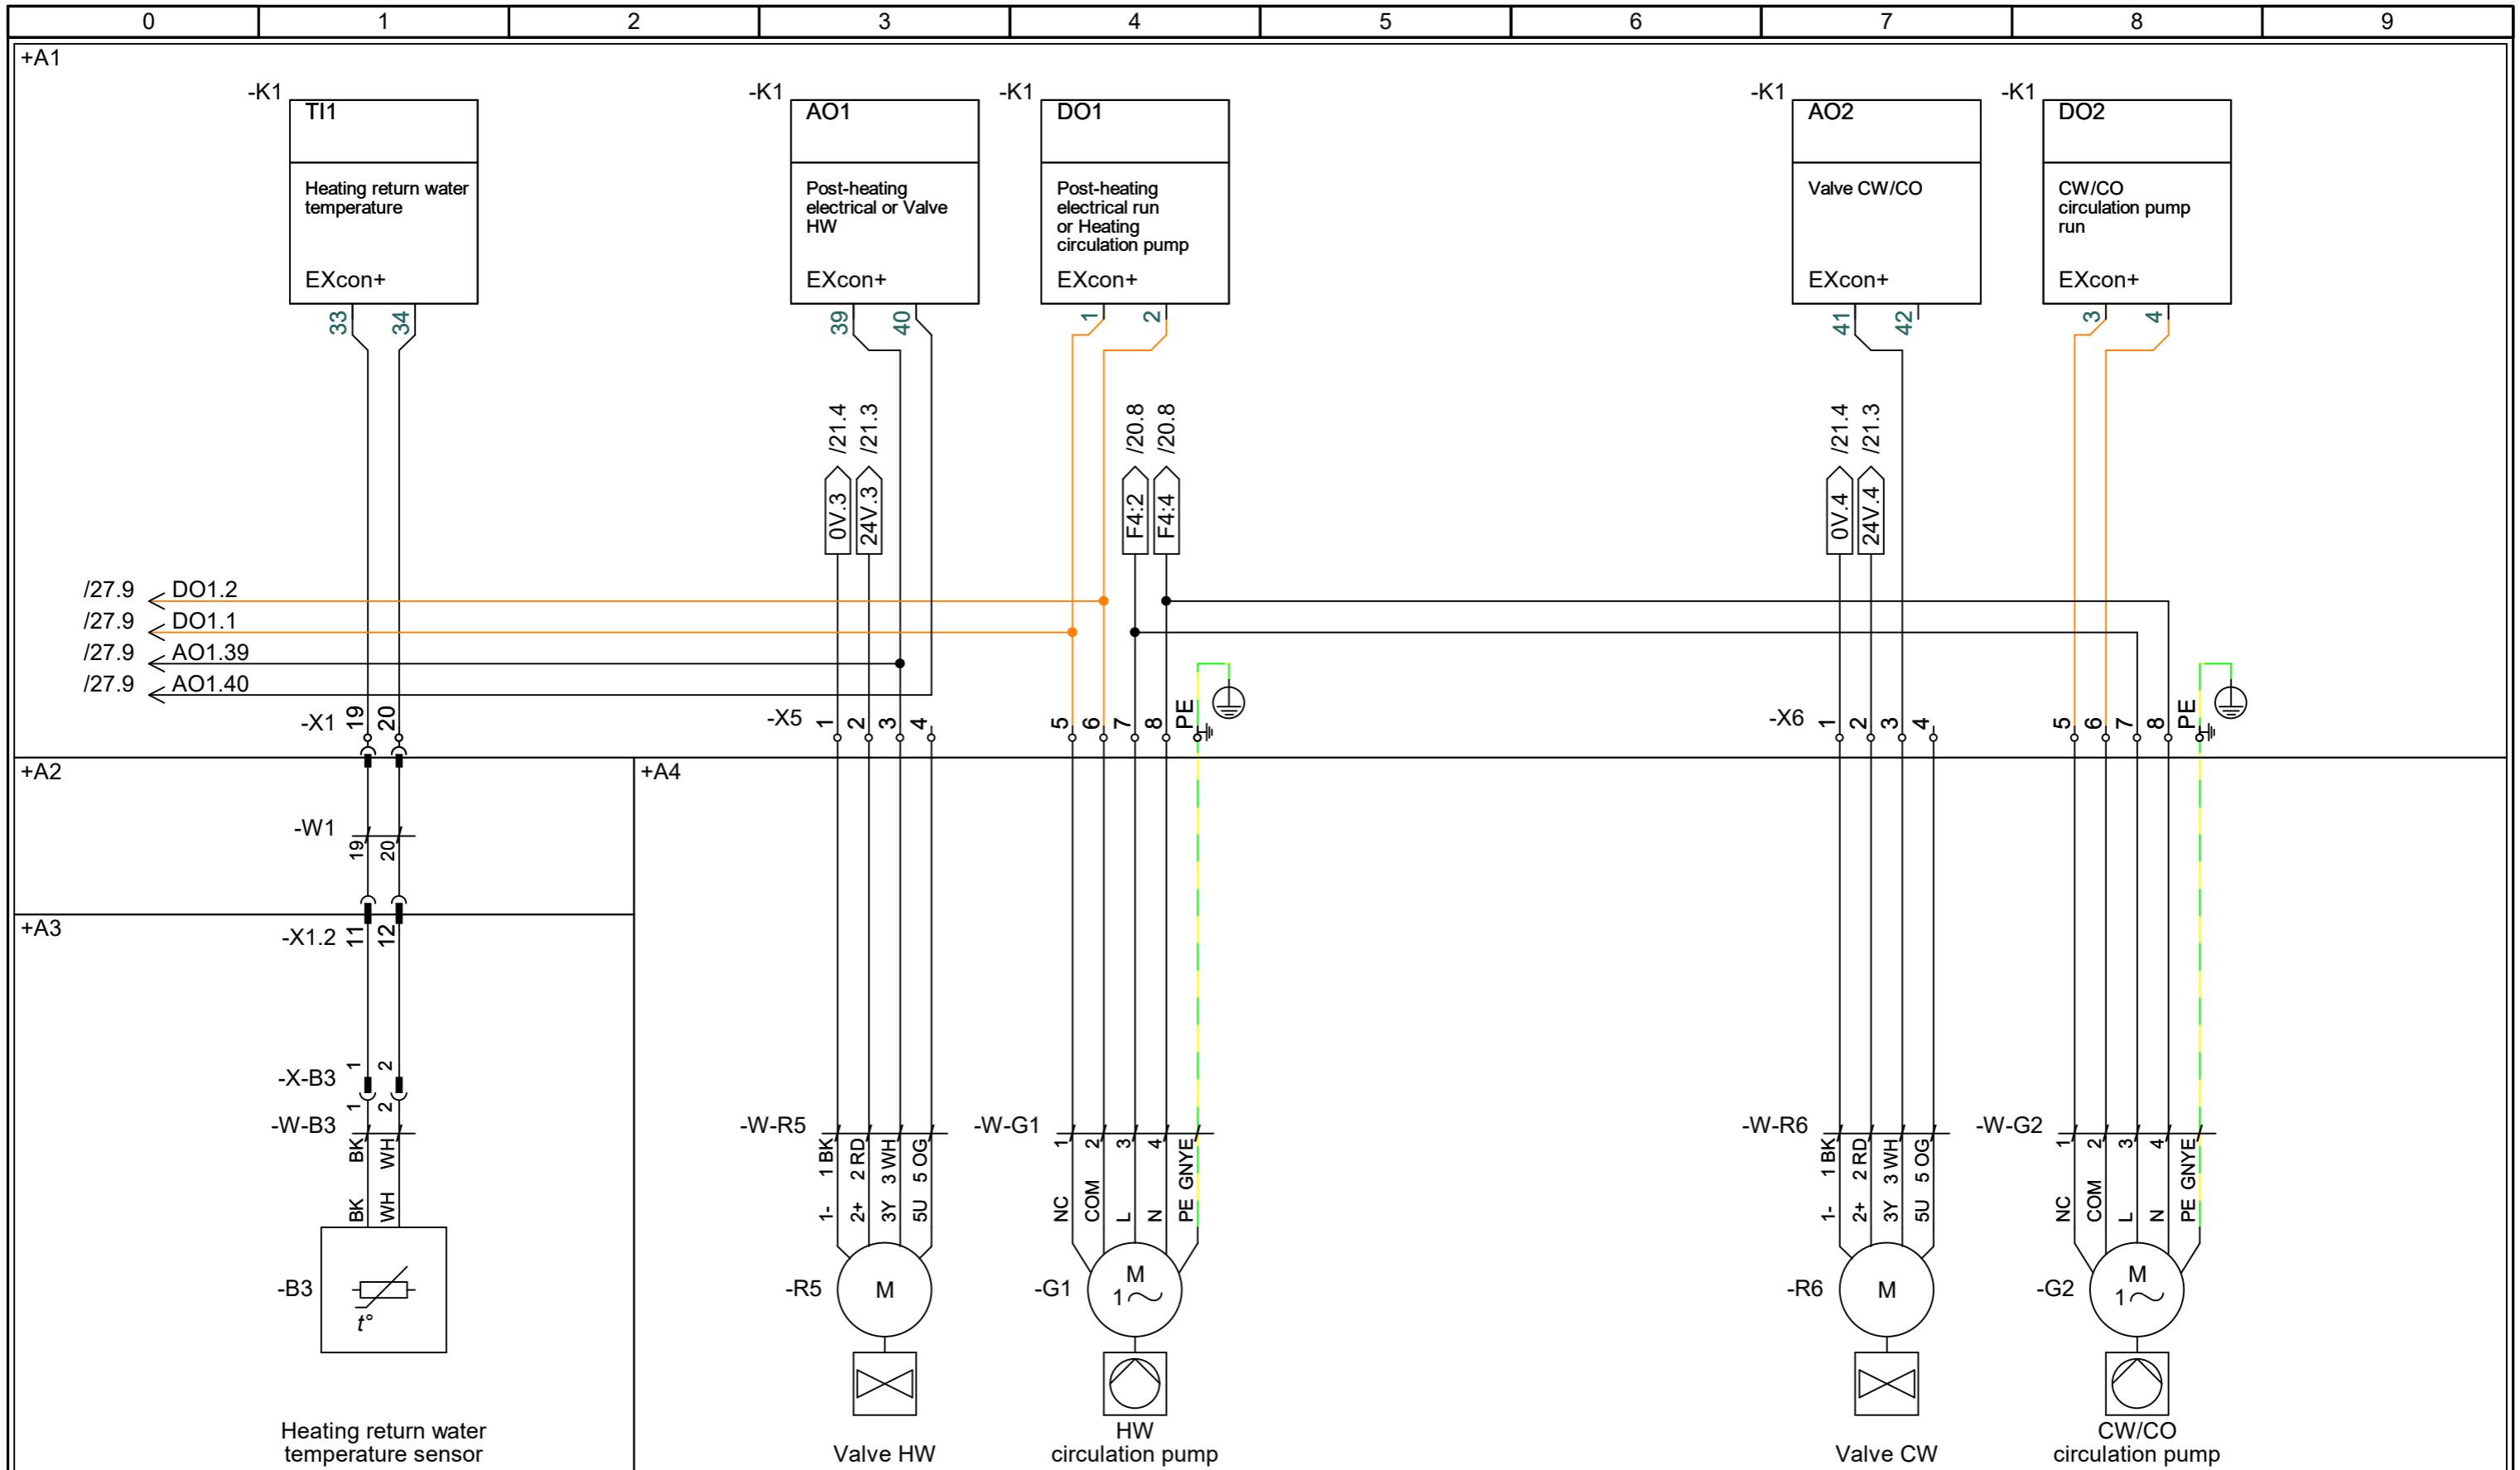 0 1 2 3 4 5 6 7 8 9
+A1
-K1 -K1 -K1 -K1 -K1
TI1 AO1 DO1 AO2 DO2
Heating return water
temperature
Post-heating
electrical or Valve
HW
Post-heating
electrical run
or Heating
circulation pump
Valve CW/CO
CW/CO
circulation pump
run
EXcon+ EXcon+ EXcon+ EXcon+ EXcon+
33 34 39 40 1 2 41 42 3 4
/21.4 /21.3 /20.8 /20.8 /21.4 /21.3
0V.3 24V.3 F4:2 F4:4 0V.4 24V.4
/27.9 DO1.2
/27.9 DO1.1
/27.9 AO1.39
/27.9 AO1.40
-X1 19 20 -X5 1 2 3 4 5 6 7 8 PE -X6 1 2 3 4 5 6 7 8 PE
+A2 +A4
-W1
19 20
+A3
-X1.2 11 12
-X-B3 1 2
1 2
-W-B3 -W-R5 -W-G1 -W-R6 -W-G2
BK WH 1 BK 2 RD 3 WH 5 OG 1 2 3 4 GNYE 1 BK 2 RD 3 WH 5 OG 1 2 3 4 GNYE
BK WH 1- 2+ 3Y 5U NC COM L N PE 1- 2+ 3Y 5U NC COM L N PE
-B3 -R5 M -G1 M -R6 M -G2 M
1 1
t°
Heating return water
temperature sensor
Valve HW
HW
circulation pump
Valve CW
CW/CO
circulation pump